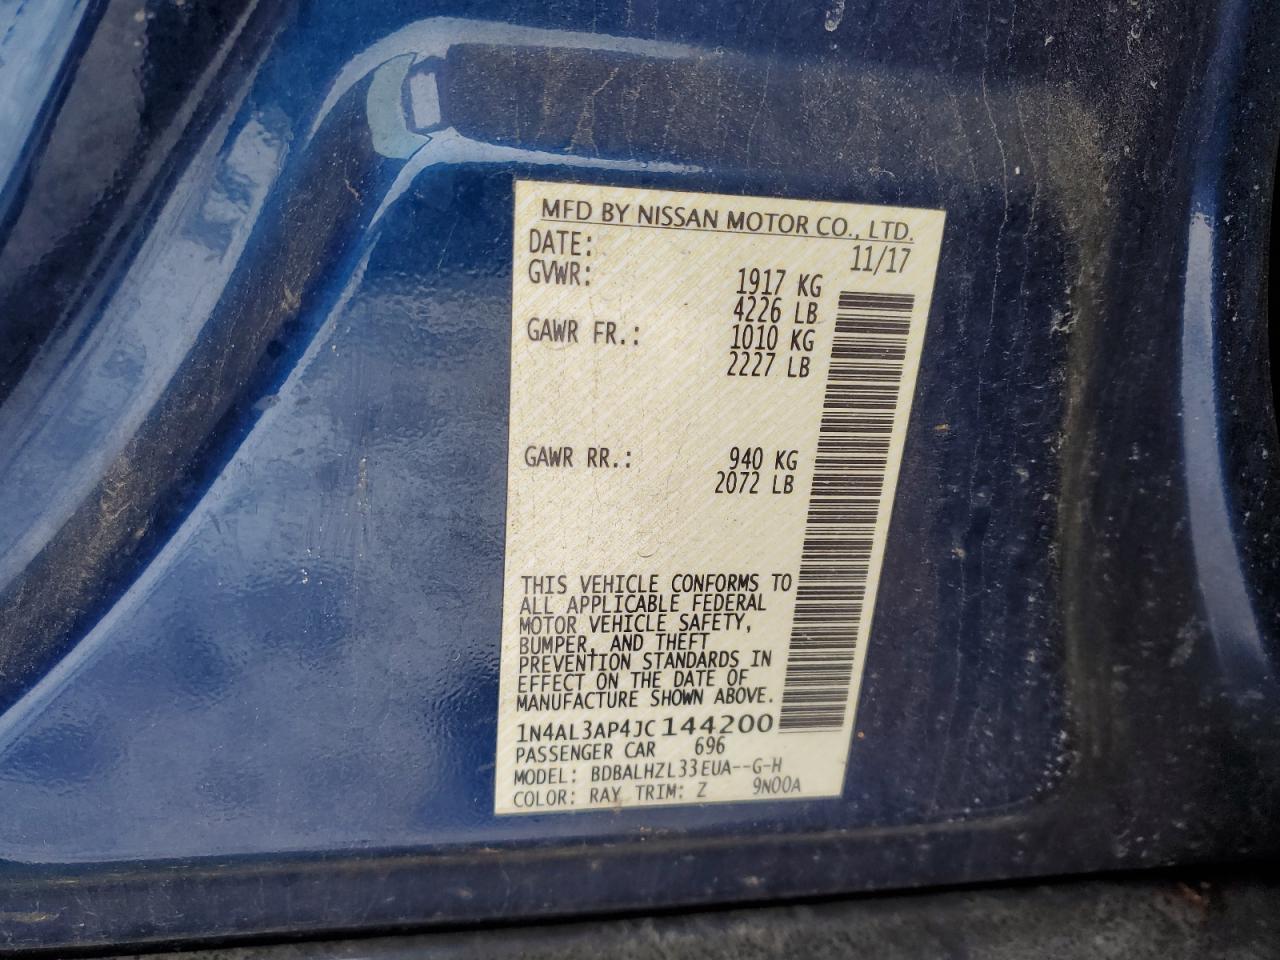 MFD BY NISSAN MOTOR CO., LTD.
DATE: 11/17
GVWR: 1917 KG
4226 LB
GAWR FR.: 1010 KG
2227 LB
GAWR RR.: 940 KG
2072 LB
THIS VEHICLE CONFORMS TO
ALL APPLICABLE FEDERAL
MOTOR VEHICLE SAFETY,
BUMPER, AND THEFT
PREVENTION STANDARDS IN
EFFECT ON THE DATE OF
MANUFACTURE SHOWN ABOVE.
1N4AL3AP4JC144200
PASSENGER CAR 696
MODEL: BDBALHZL33EUA--G-H
COLOR: RAY TRIM: Z 9N00A